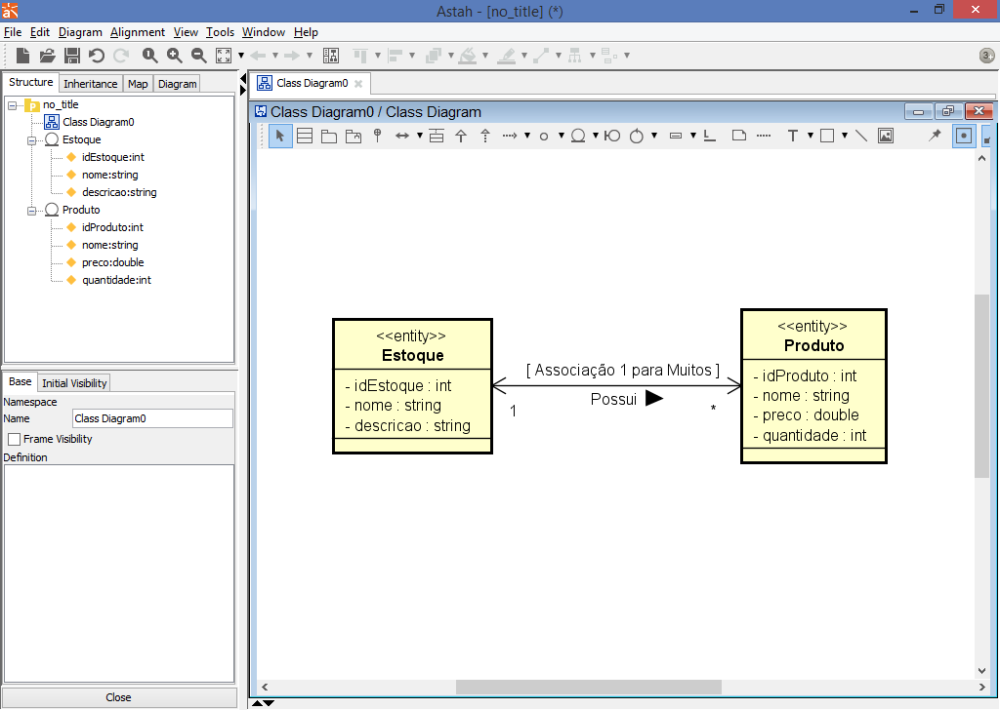 Astah - [no_title] (*)
File Edit Diagram Alignment View Tools Window Help
3
Structure Inheritance Map Diagram
no_title
Class Diagram0
Estoque
idEstoque:int
nome:string
descricao:string
Produto
idProduto:int
nome:string
preco:double
quantidade:int
Base Initial Visibility
Namespace
Name Class Diagram0
Frame Visibility
Definition
Close
Class Diagram0
Class Diagram0 / Class Diagram
<<entity>>
Estoque
- idEstoque : int
- nome : string
- descricao : string
[ Associação 1 para Muitos ]
Possui
1
*
<<entity>>
Produto
- idProduto : int
- nome : string
- preco : double
- quantidade : int